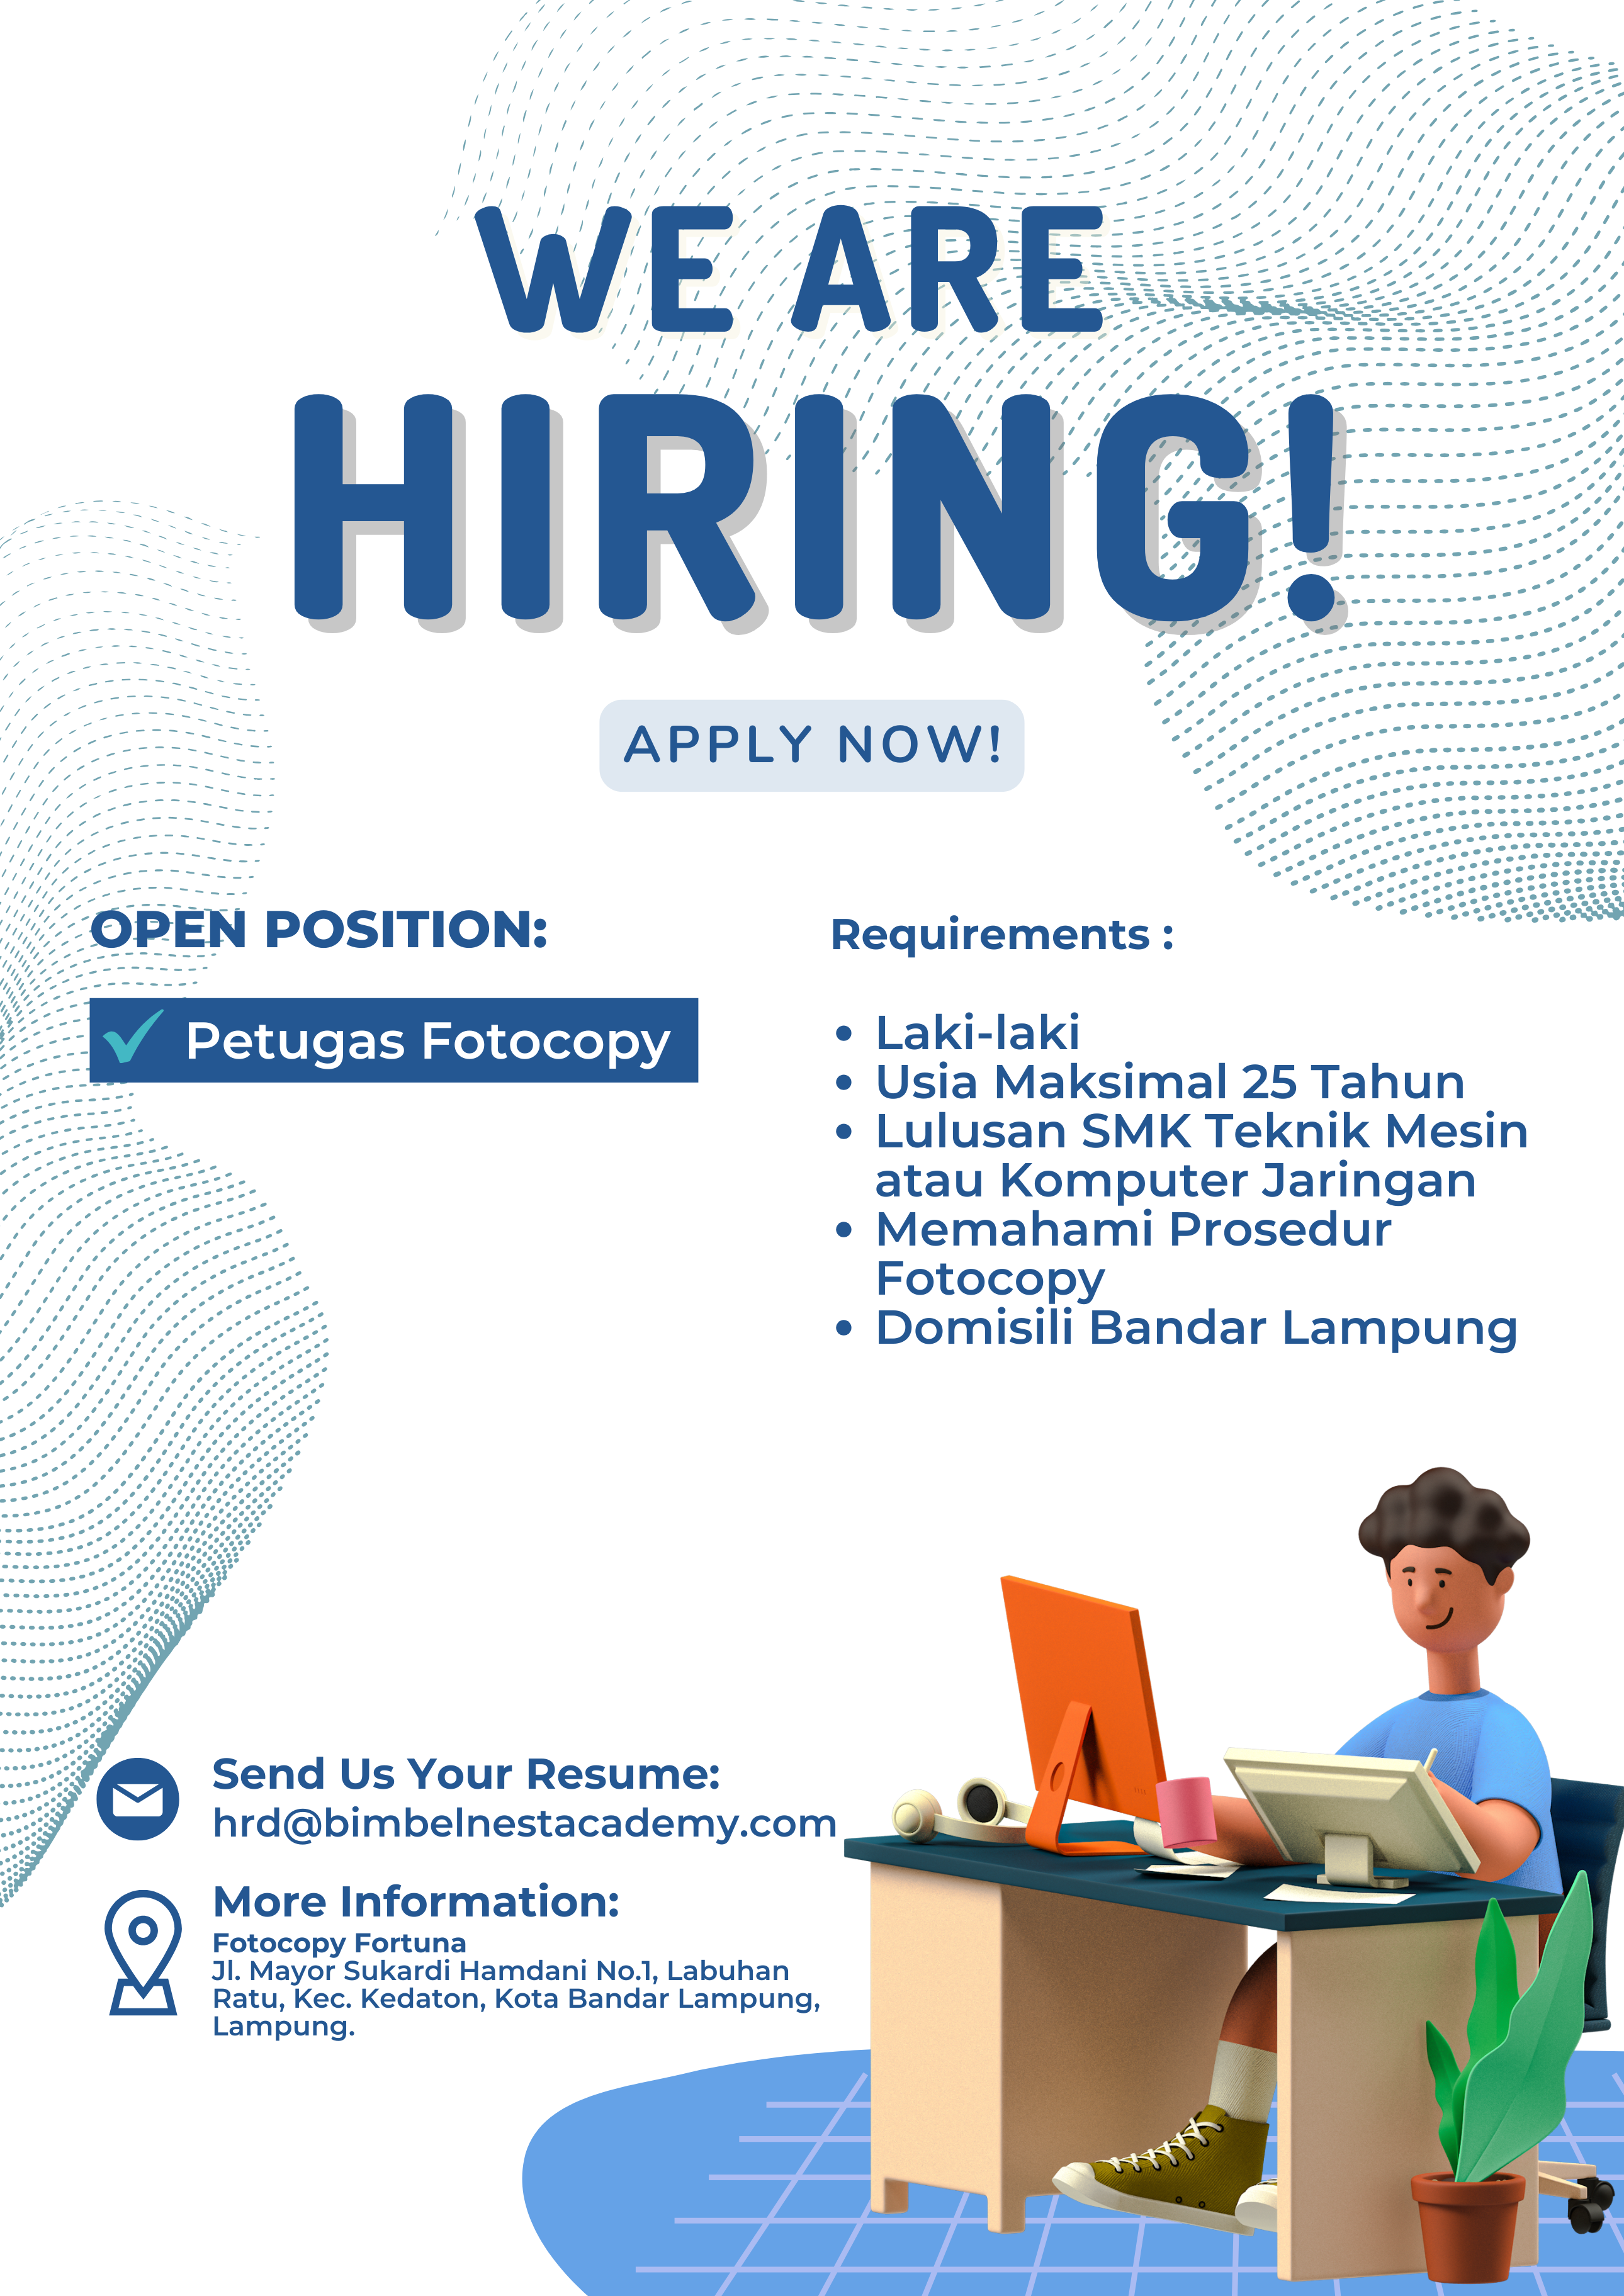 WE ARE
HIRING!
APPLY NOW!
OPEN POSITION:
Petugas Fotocopy
Requirements :
Laki-laki
Usia Maksimal 25 Tahun
Lulusan SMK Teknik Mesin
atau Komputer Jaringan
Memahami Prosedur
Fotocopy
Domisili Bandar Lampung
Send Us Your Resume:
hrd@bimbelnestacademy.com
More Information:
Fotocopy Fortuna
Jl. Mayor Sukardi Hamdani No.1, Labuhan
Ratu, Kec. Kedaton, Kota Bandar Lampung,
Lampung.